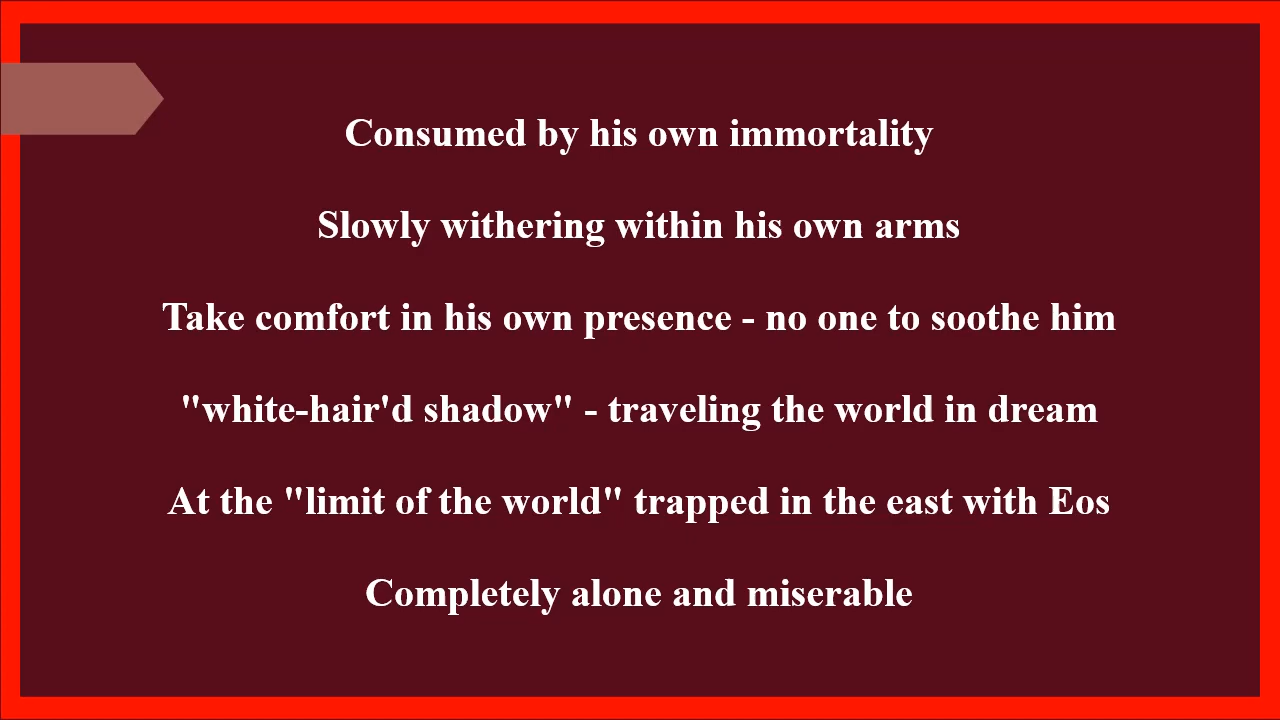 Consumed by his own immortality
Slowly withering within his own arms
Take comfort in his own presence - no one to soothe him
"white-hair'd shadow" - traveling the world in dream
At the "limit of the world" trapped in the east with Eos
Completely alone and miserable